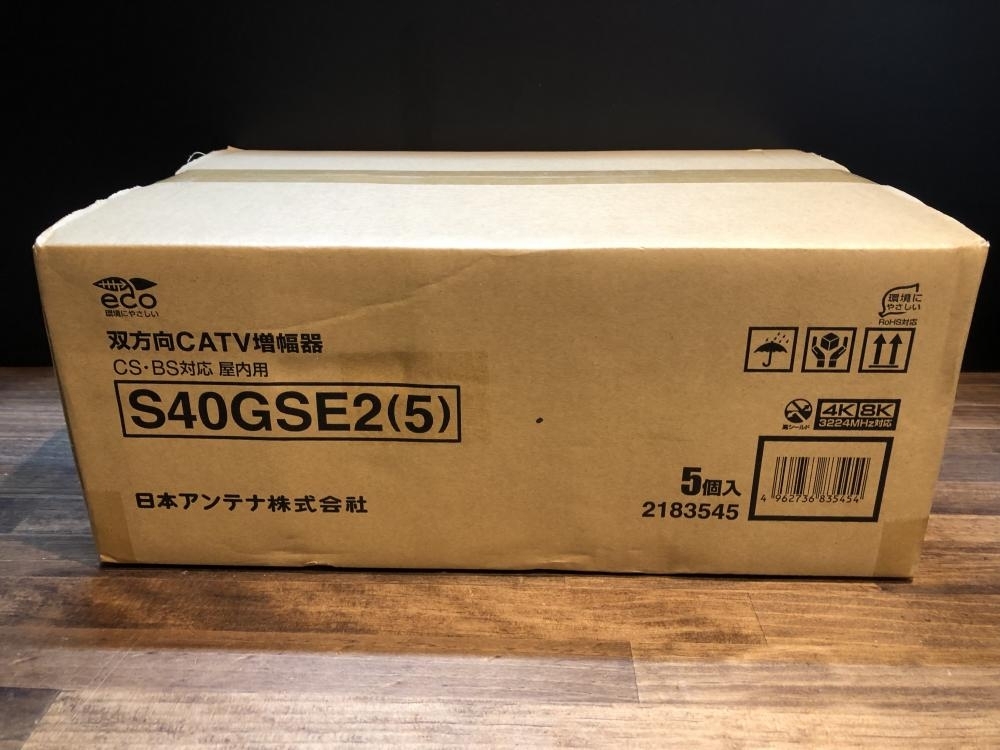 eco
環境にやさしい
双方向CATV増幅器
CS・BS対応 屋内用
S40GSE2(5)
日本アンテナ株式会社
環境に
やさしい
RoHS対応
高シールド
4K 8K
3224MHz対応
5個入
2183545
4 962736 835454